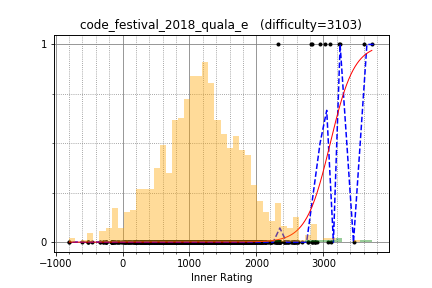 code_festival_2018_quala_e (difficulty=3103)
1
0
−1000 0 1000 2000 3000
Inner Rating